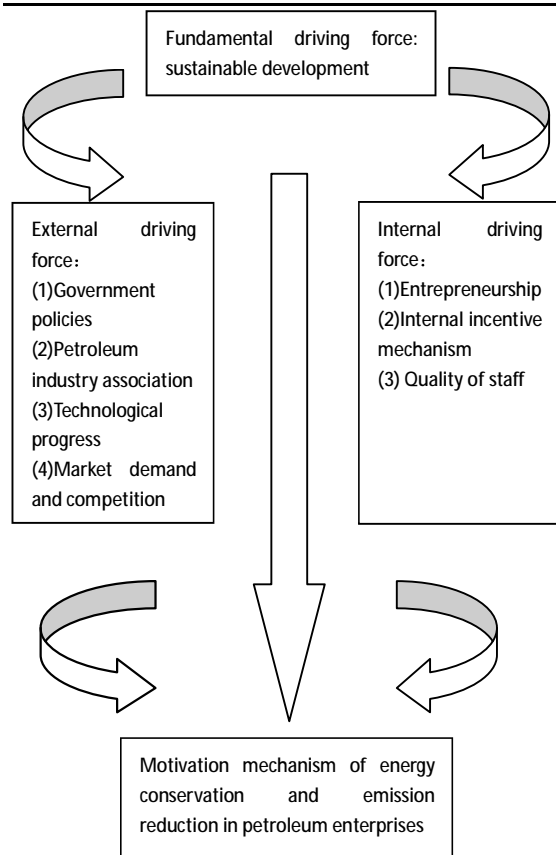 Fundamental driving force:
sustainable development
External driving
force：
(1)Government
policies
(2)Petroleum
industry association
(3)Technological
progress
(4)Market demand
and competition
Internal driving
force：
(1)Entrepreneurship
(2)Internal incentive
mechanism
(3) Quality of staff
Motivation mechanism of energy
conservation and emission
reduction in petroleum enterprises